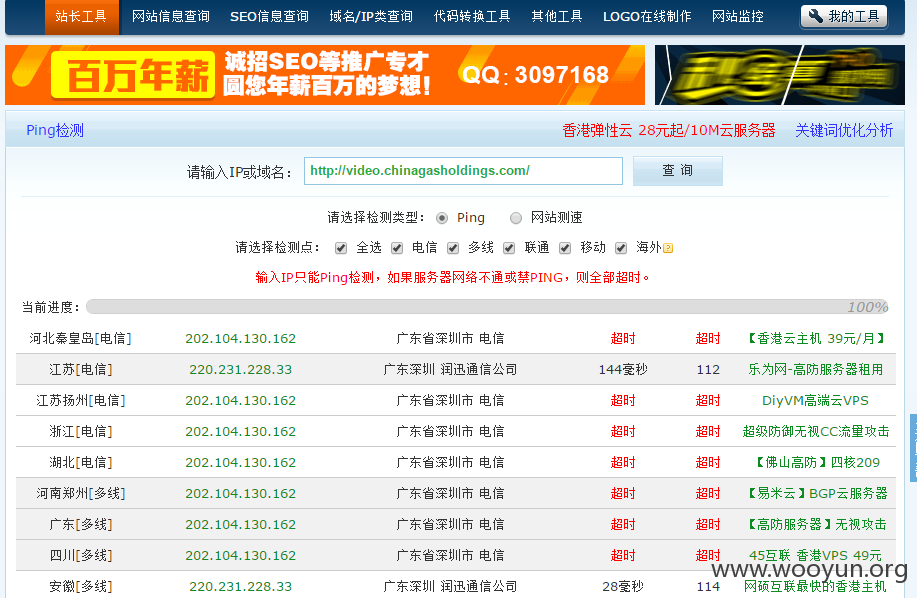 站长工具 网站信息查询 SEO信息查询 域名/IP类查询 代码转换工具 其他工具 LOGO在线制作 网站监控 我的工具
百万年薪 诚招SEO等推广专才 QQ: 3097168
圆您年薪百万的梦想!
Ping检测 香港弹性云 28元起/10M云服务器 关键词优化分析
请输入IP或域名: http://video.chinagasholdings.com/ 查 询
请选择检测类型: Ping 网站测速
请选择检测点: 全选 电信 多线 联通 移动 海外
输入IP只能Ping检测，如果服务器网络不通或禁PING，则全部超时。
当前进度: 100%
河北秦皇岛[电信] 202.104.130.162 广东省深圳市 电信 超时 超时 【香港云主机 39元/月】
江苏[电信] 220.231.228.33 广东深圳 润迅通信公司 144毫秒 112 乐为网-高防服务器租用
江苏扬州[电信] 202.104.130.162 广东省深圳市 电信 超时 超时 DiyVM高端云VPS
浙江[电信] 202.104.130.162 广东省深圳市 电信 超时 超时 超级防御无视CC流量攻击
湖北[电信] 202.104.130.162 广东省深圳市 电信 超时 超时 【佛山高防】四核209
河南郑州[多线] 202.104.130.162 广东省深圳市 电信 超时 超时 【易米云】BGP云服务器
广东[多线] 202.104.130.162 广东省深圳市 电信 超时 超时 【高防服务器】无视攻击
四川[多线] 202.104.130.162 广东省深圳市 电信 超时 超时 45互联 香港VPS 49元
安徽[多线] 220.231.228.33 广东深圳 润迅通信公司 28毫秒 114 网硕互联最快的香港主机
www.wooyun.org